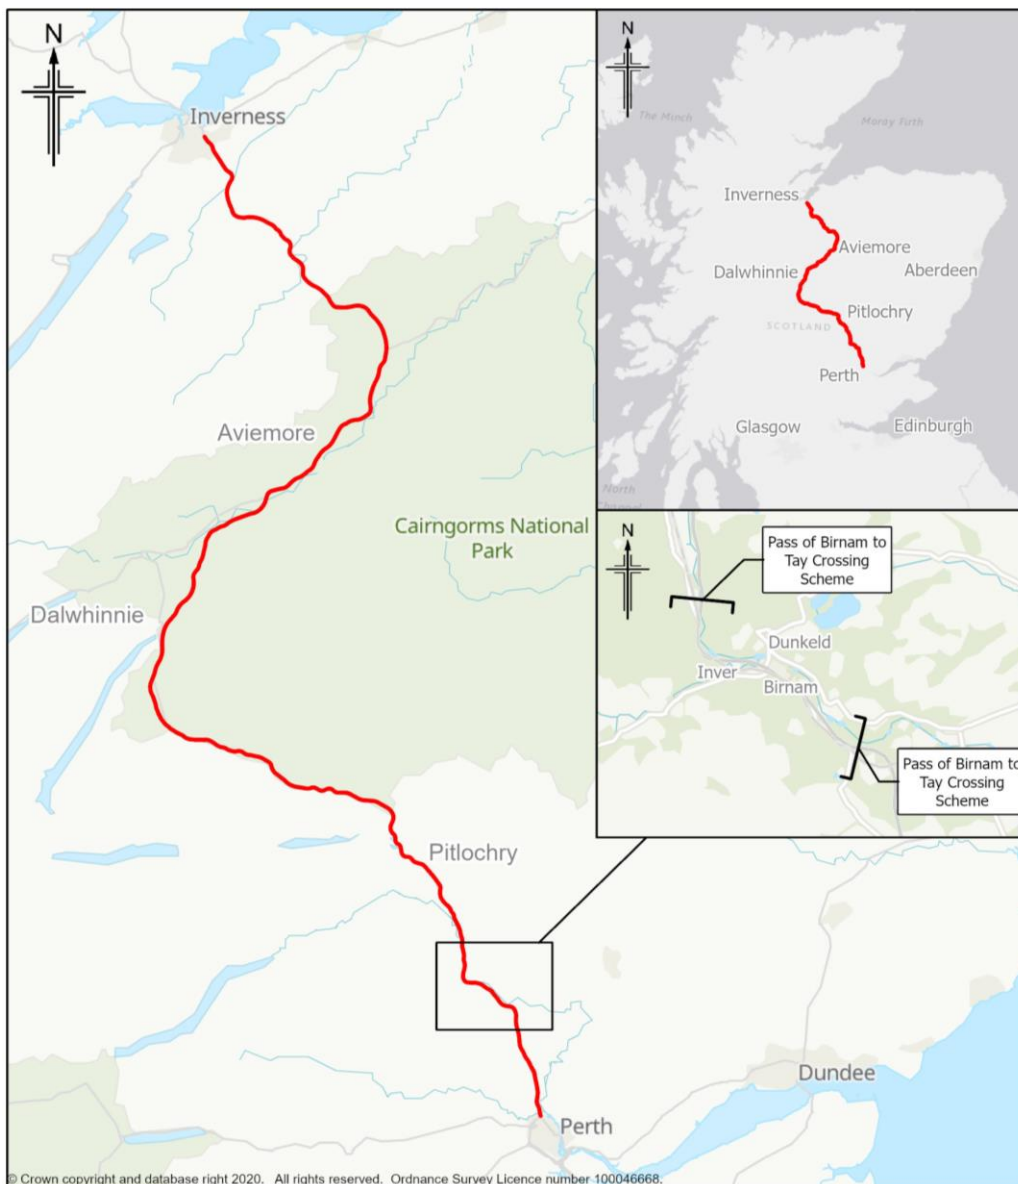 N
Inverness
Aviemore
Cairngorms National
Park
Dalwhinnie
Pitlochry
Dundee
Perth
© Crown copyright and database right 2020. All rights reserved. Ordnance Survey Licence number 100046668.
N
The Minch
Moray Firth
Inverness
Aviemore
Dalwhinnie
Aberdeen
Pitlochry
SCOTLAND
Perth
Glasgow
Edinburgh
North
Channel
N
Pass of Birnam to
Tay Crossing
Scheme
Dunkeld
Inver
Birnam
Pass of Birnam to
Tay Crossing
Scheme